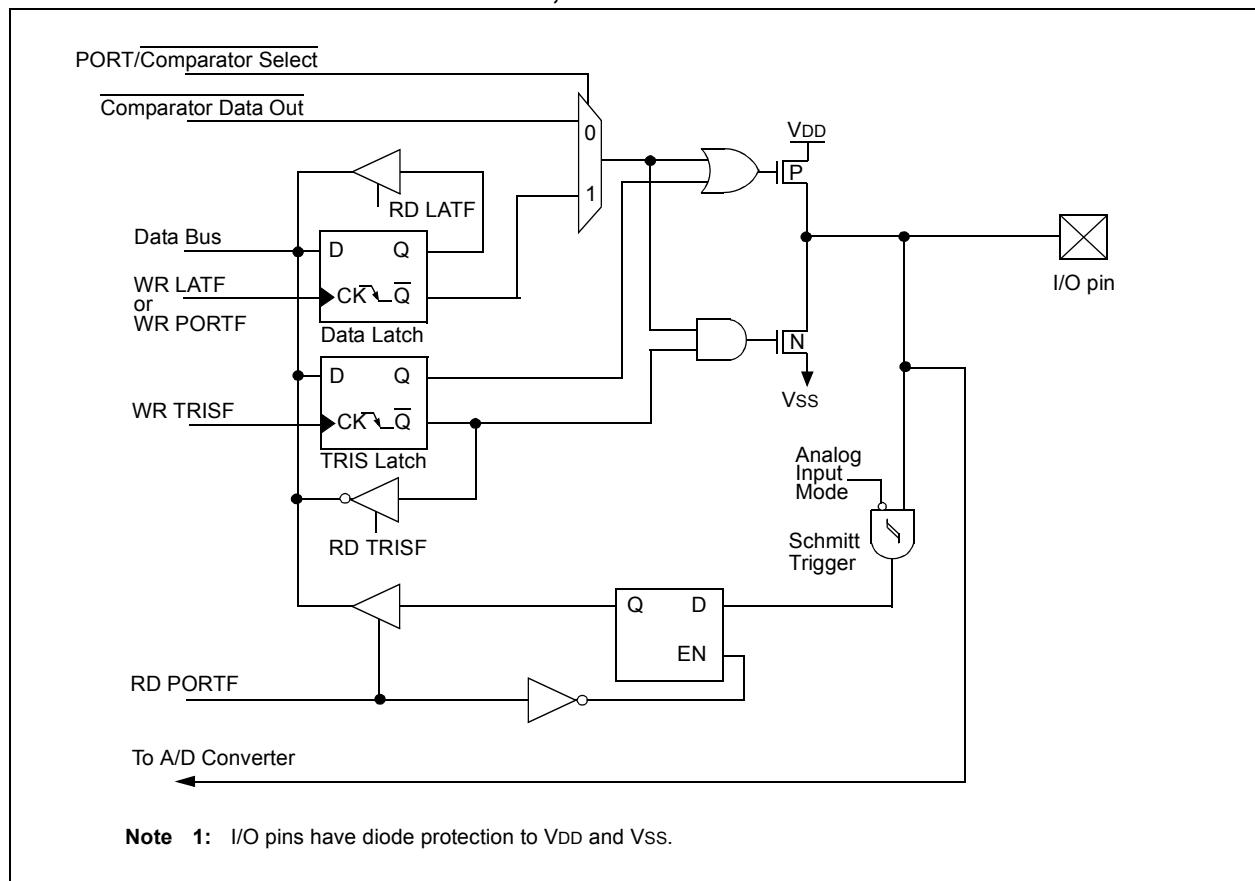 PORT/Comparator Select
Comparator Data Out
0
1
VDD
P
RD LATF
Data Bus
D Q
WR LATF
or
WR PORTF
CK Q
Data Latch
I/O pin
N
VSS
D Q
WR TRISF
CK Q
TRIS Latch
Analog
Input
Mode
RD TRISF
Schmitt
Trigger
Q D
EN
RD PORTF
To A/D Converter
Note 1: I/O pins have diode protection to VDD and VSS.